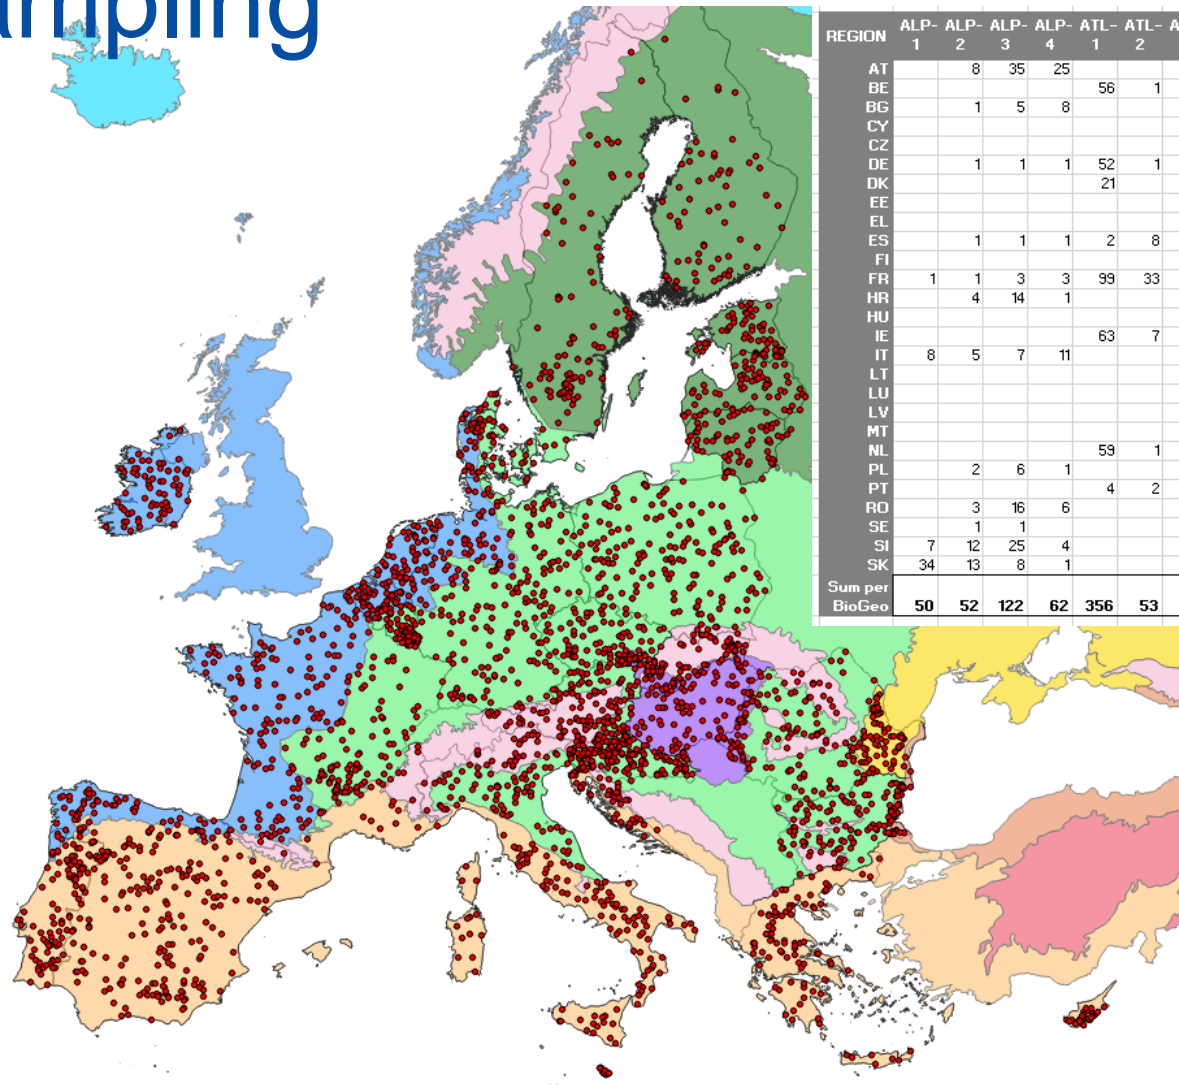 ampling
REGION ALP-1 ALP-2 ALP-3 ALP-4 ATL-1 ATL-2 A
AT 8 35 25
BE 56 1
BG 1 5 8
CY
CZ
DE 1 1 1 52 1
DK 21
EE
EL
ES 1 1 1 2 8
FI
FR 1 1 3 3 99 33
HR 4 14 1
HU
IE 63 7
IT 8 5 7 11
LT
LU
LV
MT
NL 59 1
PL 2 6 1
PT 4 2
RO 3 16 6
SE 1 1
SI 7 12 25 4
SK 34 13 8 1
Sum per
BioGeo 50 52 122 62 356 53